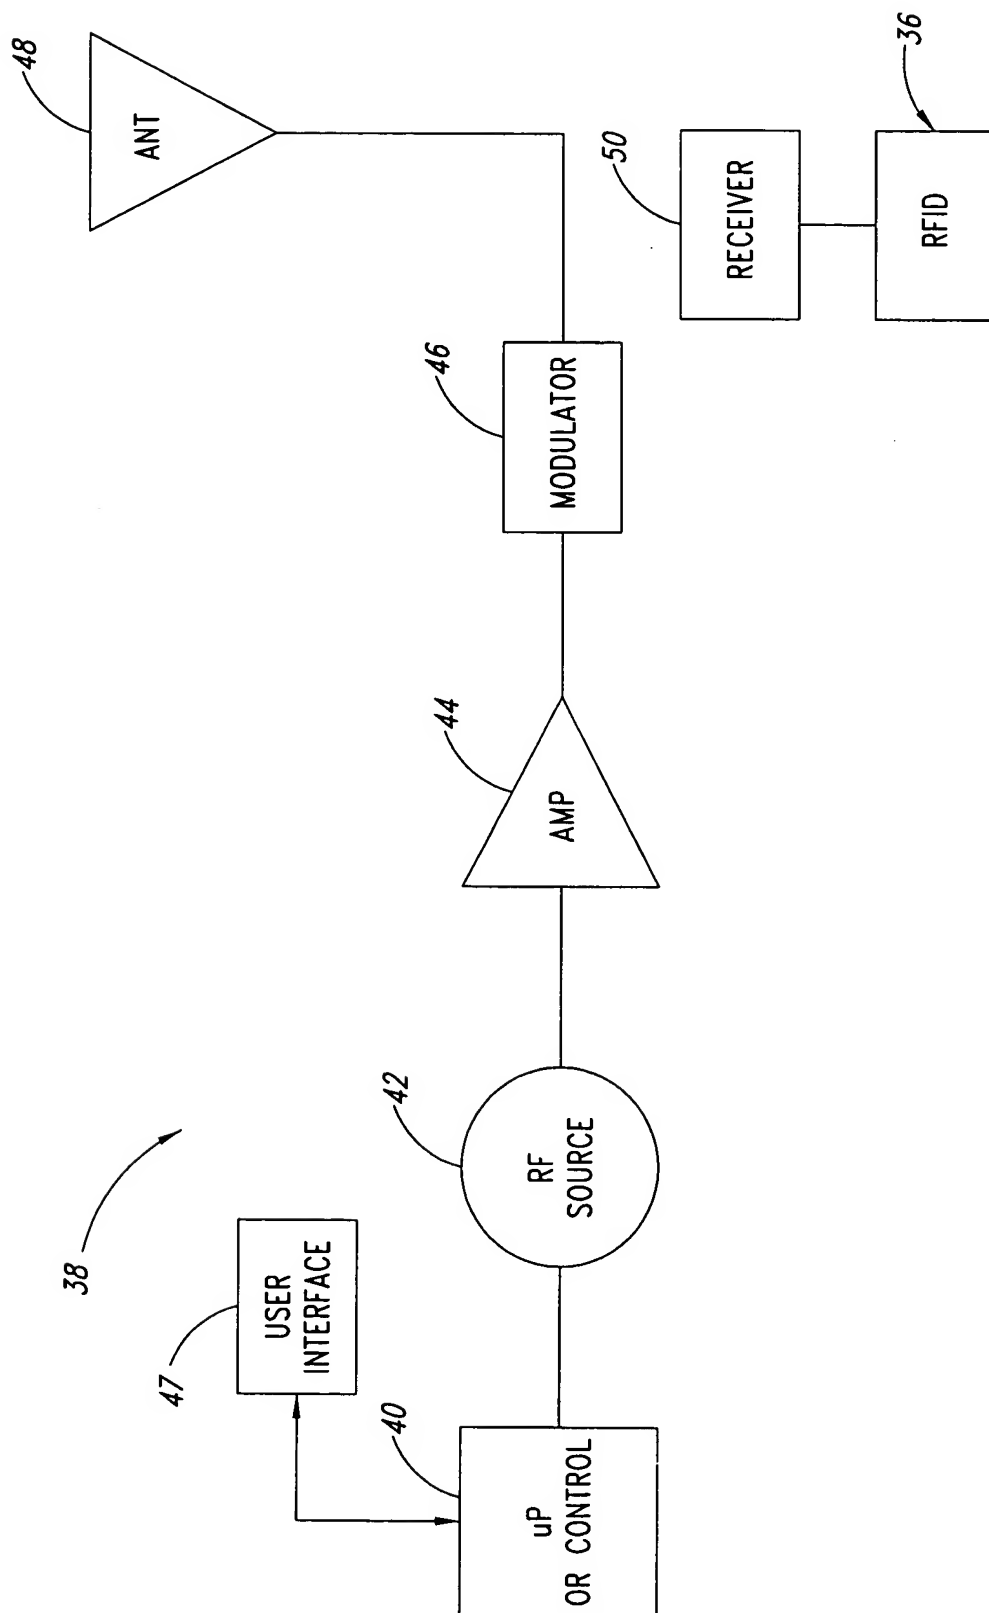 38
47
USER
INTERFACE
40
uP
OR CONTROL
42
RF
SOURCE
44
AMP
46
MODULATOR
48
ANT
50
RECEIVER
36
RFID